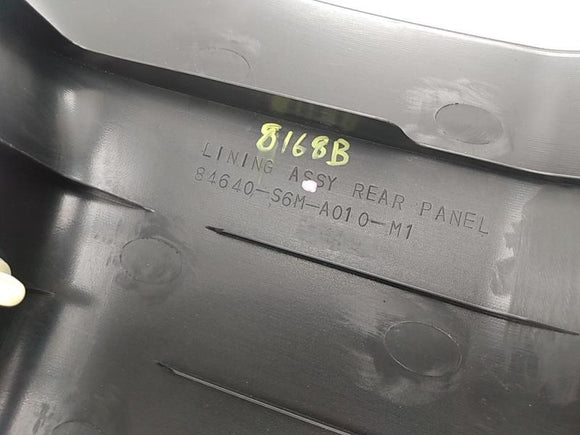 8168B
LINING ASSY REAR PANEL
84640-S6M-A010-M1